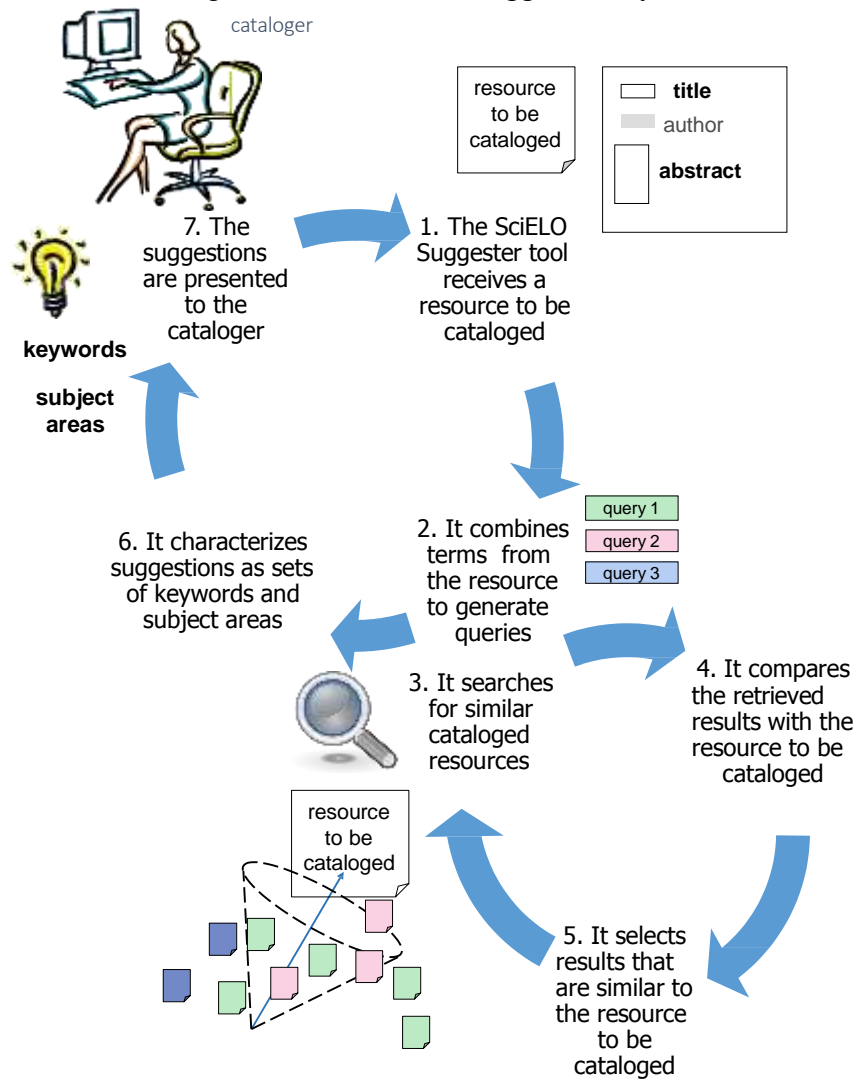 cataloger
resource
to be
cataloged
title
author
abstract
7. The
suggestions
are presented
to the
cataloger
1. The SciELO
Suggester tool
receives a
resource to be
cataloged
keywords
subject
areas
query 1
query 2
query 3
2. It combines
terms from
the resource
to generate
queries
6. It characterizes
suggestions as sets
of keywords and
subject areas
3. It searches
for similar
cataloged
resources
4. It compares
the retrieved
results with the
resource to be
cataloged
resource
to be
cataloged
5. It selects
results that
are similar to
the resource
to be
cataloged